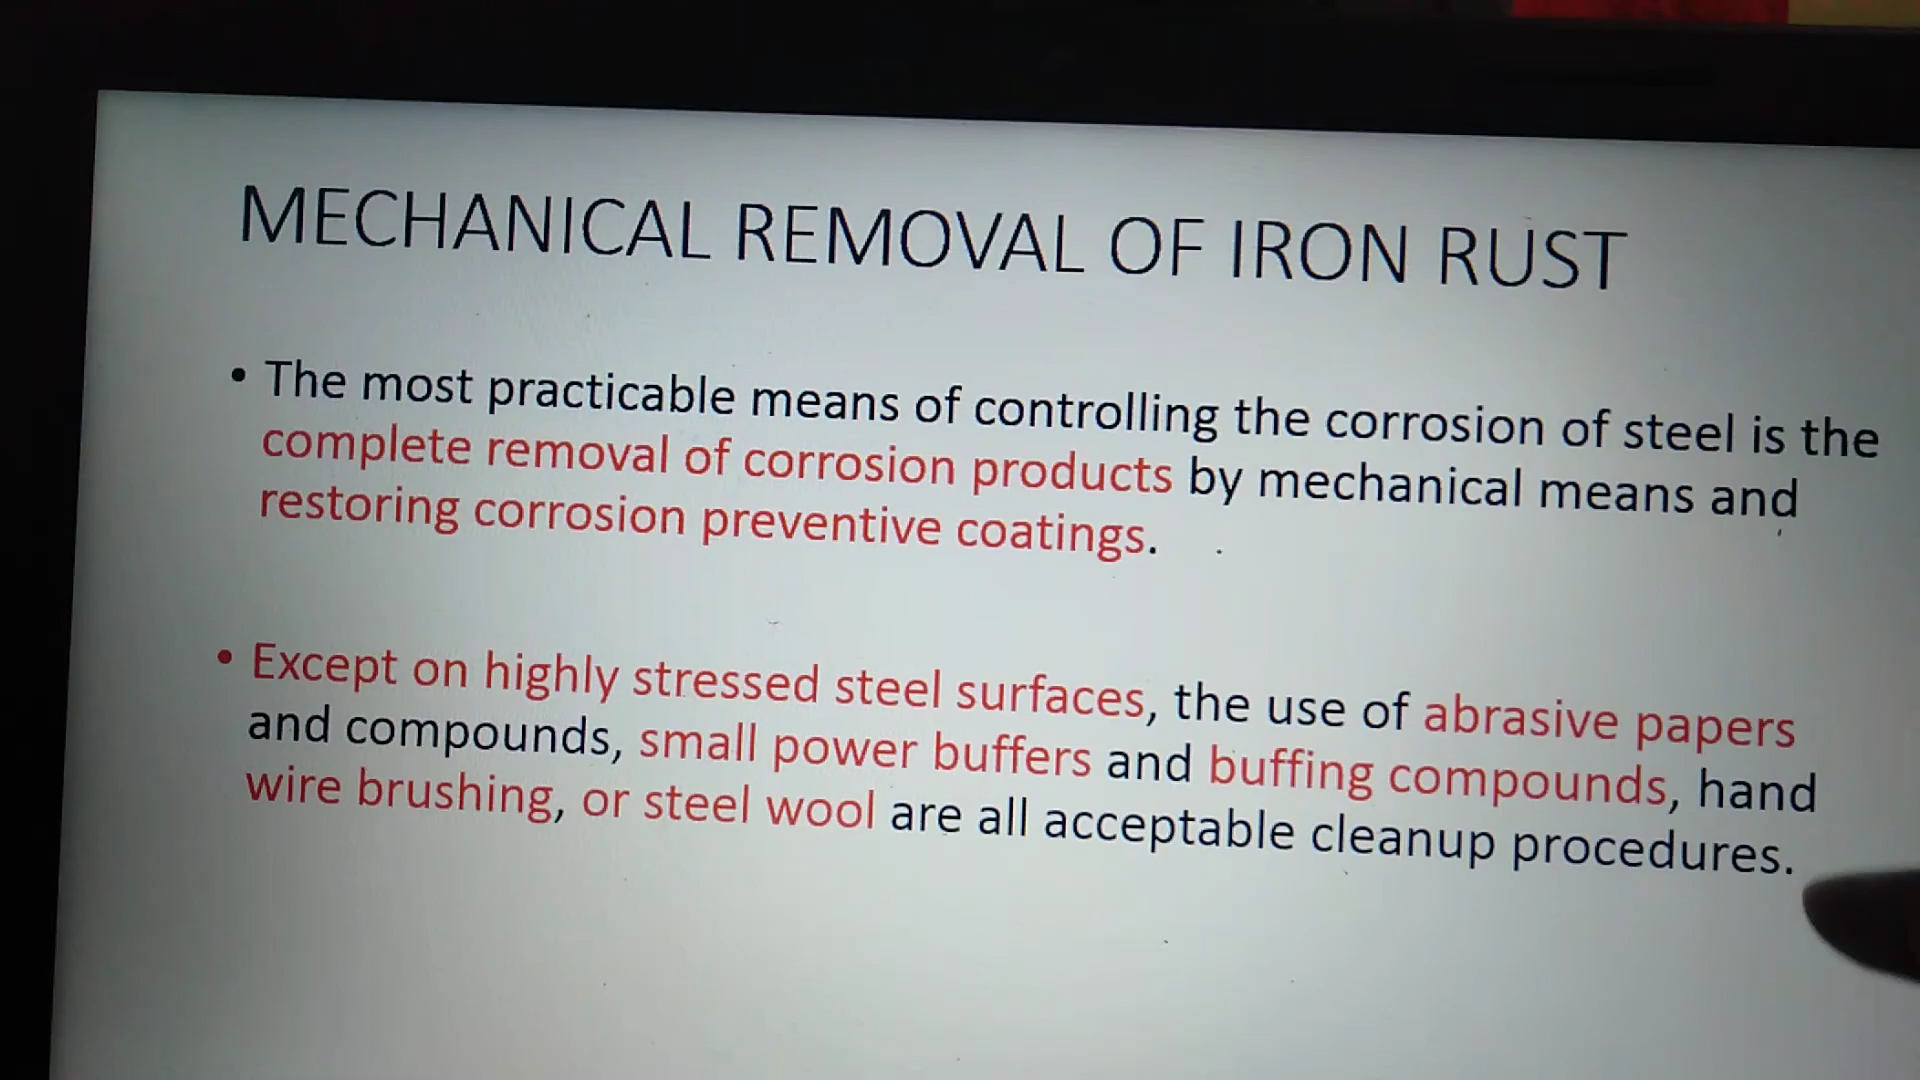 MECHANICAL REMOVAL OF IRON RUST
• The most practicable means of controlling the corrosion of steel is the
complete removal of corrosion products by mechanical means and
restoring corrosion preventive coatings.
• Except on highly stressed steel surfaces, the use of abrasive papers
and compounds, small power buffers and buffing compounds, hand
wire brushing, or steel wool are all acceptable cleanup procedures.